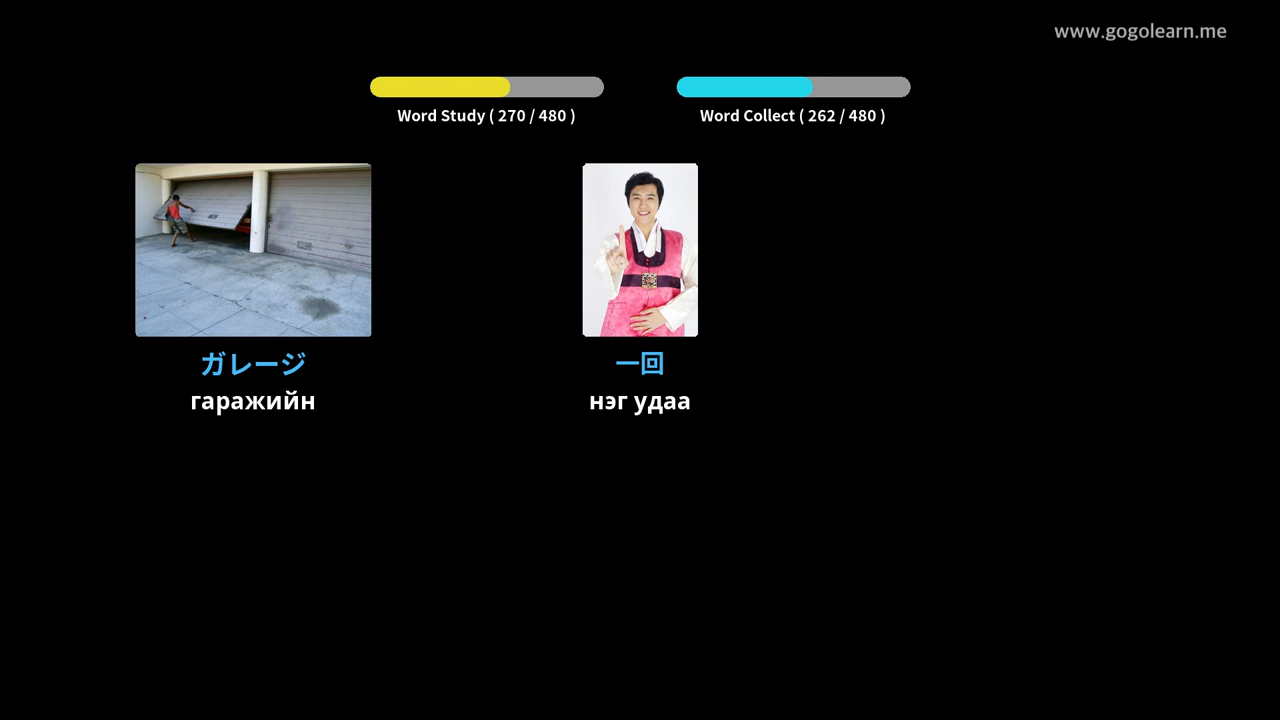 www.gogolearn.me
Word Study ( 270 / 480 )
Word Collect ( 262 / 480 )
ガレージ
гаражийн
一回
нэг удаа